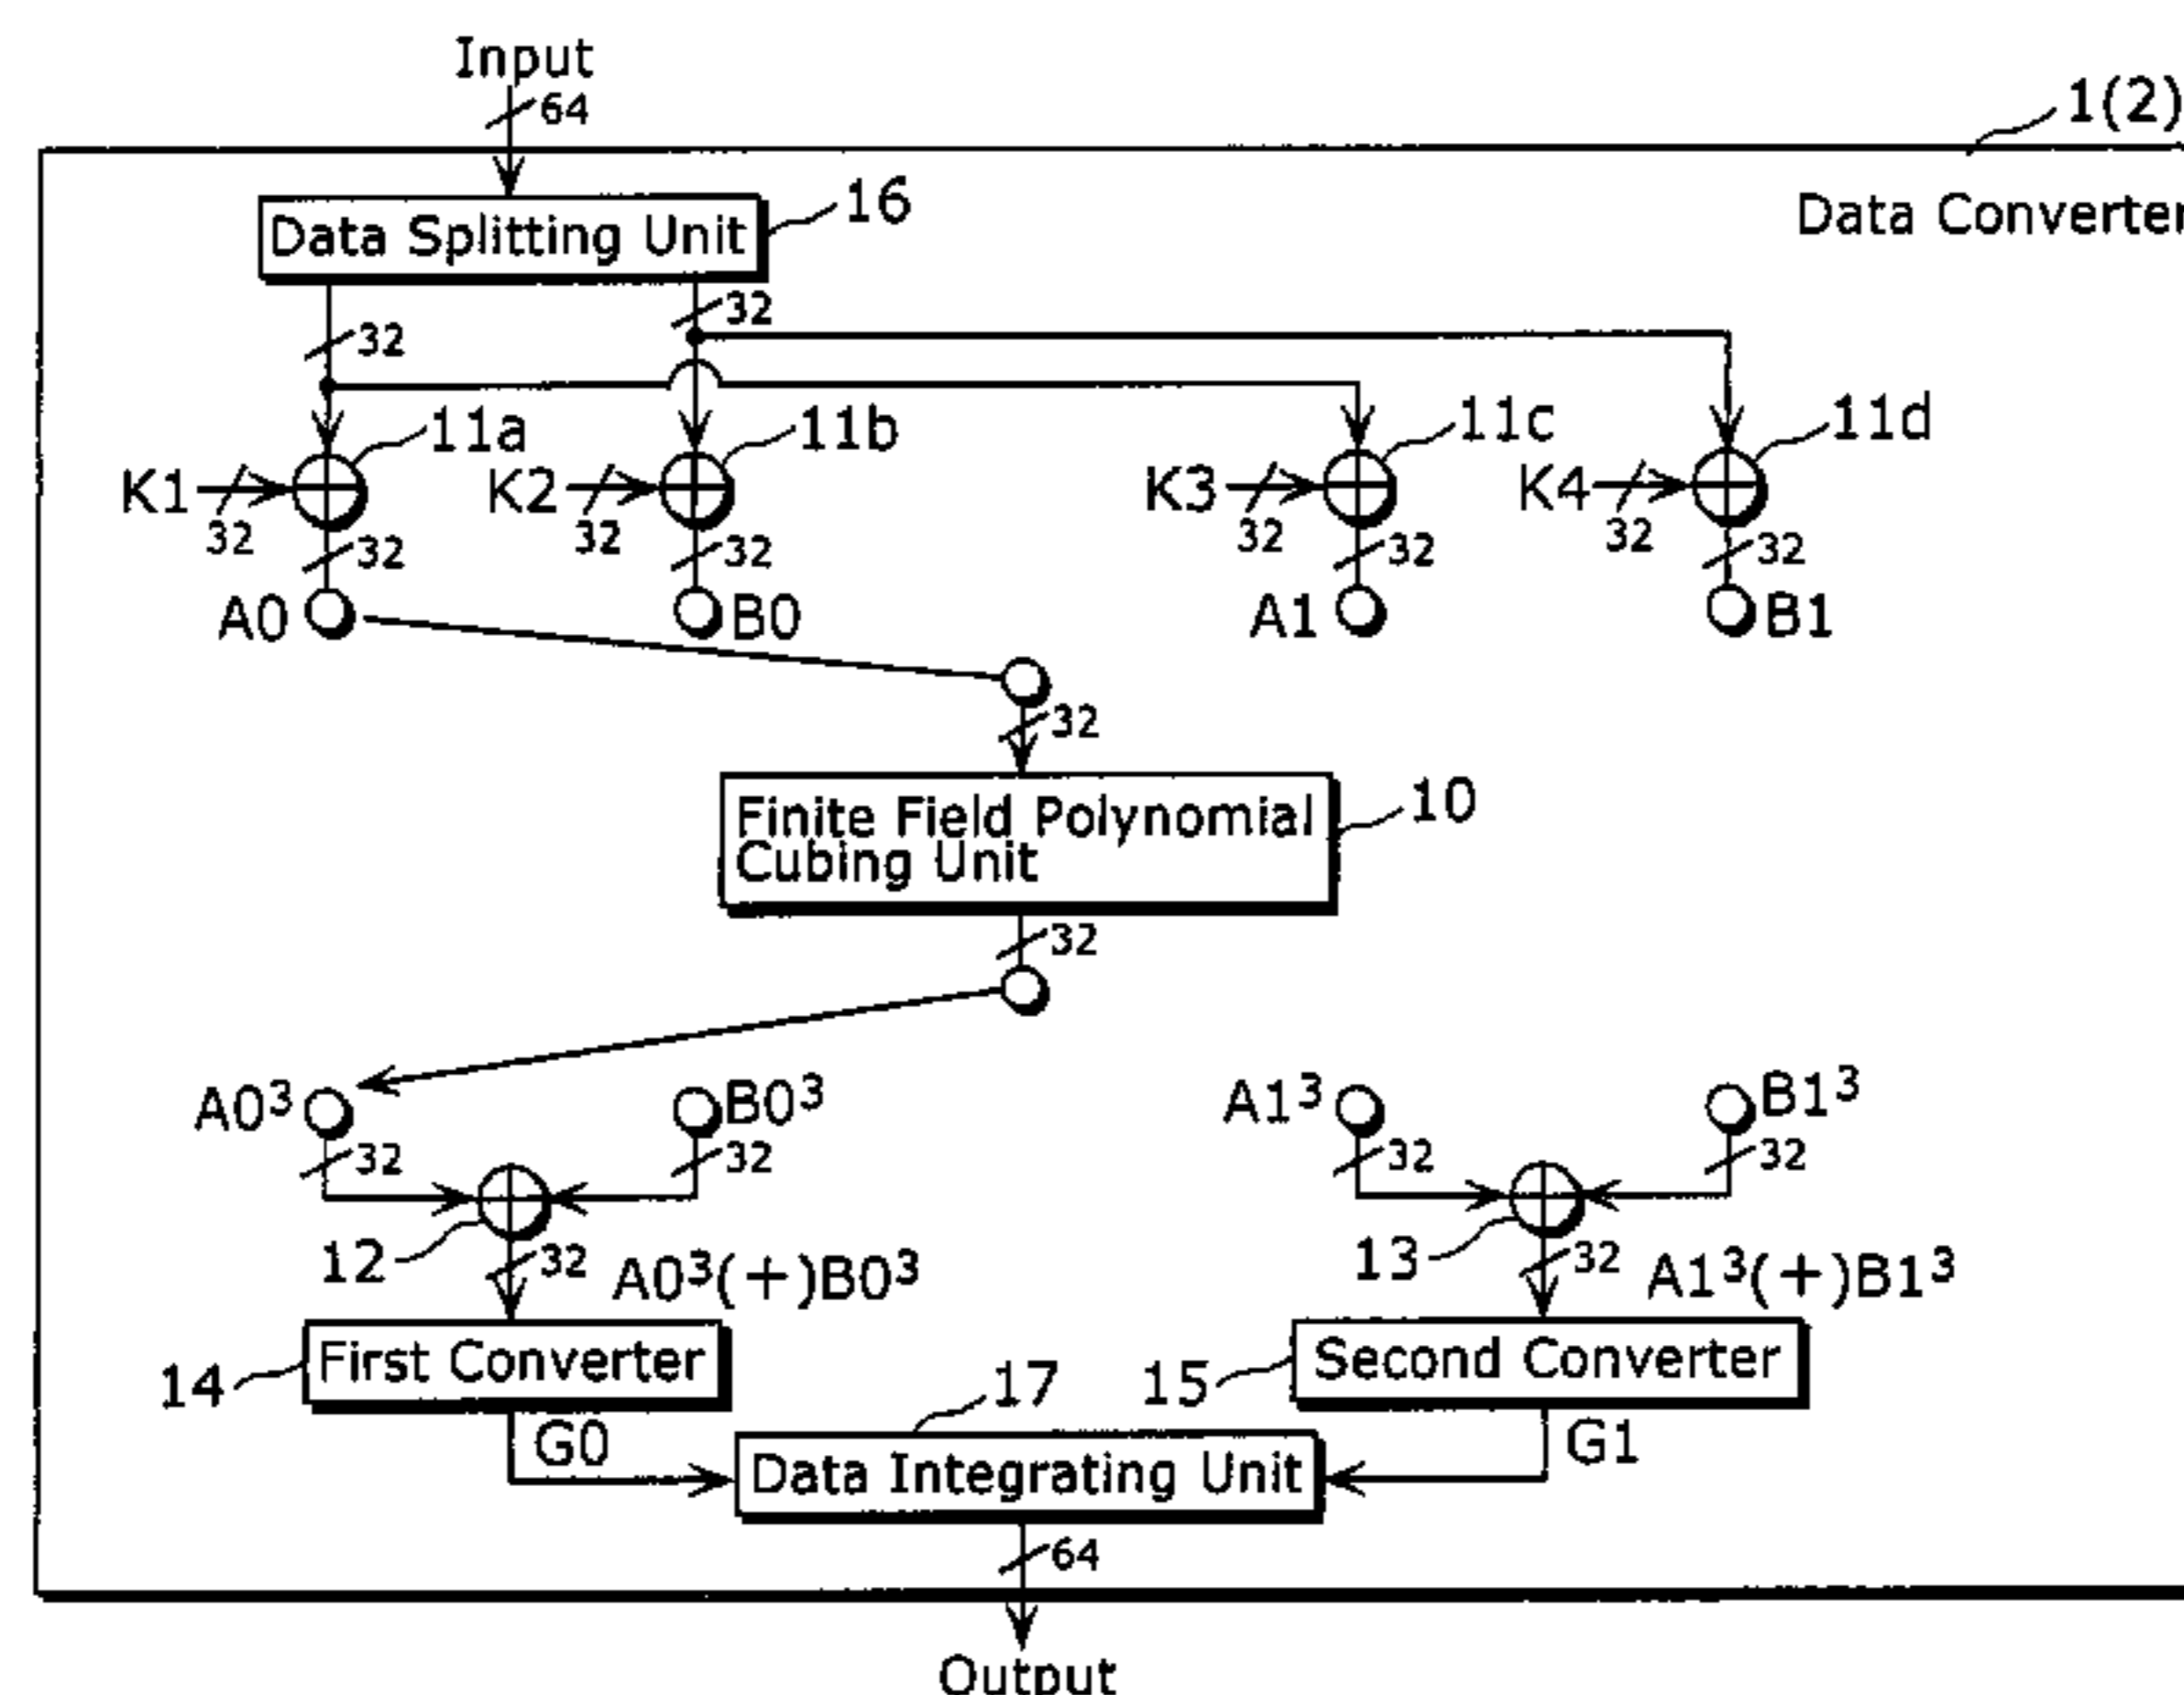 Input
64
1(2)
Data Splitting Unit
16
Data Converter
32
32
11a
11b
11c
11d
K1
K2
K3
K4
32
32
32
32
32
32
32
32
A0
B0
A1
B1
32
Finite Field Polynomial
Cubing Unit
10
32
A0³
B0³
A1³
B1³
32
32
32
32
12
32
A0³(+)B0³
13
32
A1³(+)B1³
First Converter
14
Second Converter
15
17
G0
G1
Data Integrating Unit
64
Output